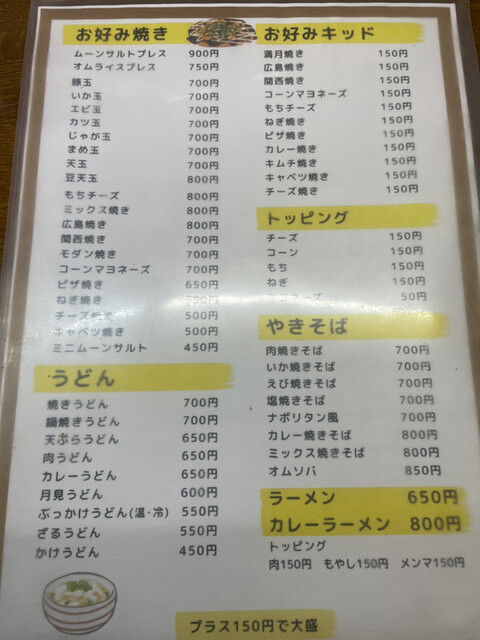 お好み焼き
ムーンサルトプレス 900円
オムライスプレス 750円
豚玉 700円
いか玉 700円
エビ玉 700円
カツ玉 700円
じゃが玉 700円
まめ玉 700円
天玉 700円
豆天玉 800円
もちチーズ 800円
ミックス焼き 800円
広島焼き 800円
関西焼き 700円
モダン焼き 700円
コーンマヨネーズ 700円
ピザ焼き 650円
ねぎ焼き
チーズ焼き 500円
キャベツ焼き 500円
ミニムーンサルト 450円
うどん
焼きうどん 700円
鍋焼きうどん 700円
天ぷらうどん 650円
肉うどん 650円
カレーうどん 650円
月見うどん 600円
ぶっかけうどん(温・冷) 550円
ざるうどん 550円
かけうどん 450円
お好みキッド
満月焼き 150円
広島焼き 150円
関西焼き 150円
コーンマヨネーズ 150円
もちチーズ 150円
ねぎ焼き 150円
ピザ焼き 150円
カレー焼き 150円
キムチ焼き 150円
キャベツ焼き 150円
チーズ焼き 150円
トッピング
チーズ 150円
コーン 150円
もち 150円
ねぎ 150円
マヨネーズ 50円
やきそば
肉焼きそば 700円
いか焼きそば 700円
えび焼きそば 700円
塩焼きそば 700円
ナポリタン風 700円
カレー焼きそば 800円
ミックス焼きそば 800円
オムソバ 850円
ラーメン 650円
カレーラーメン 800円
トッピング
肉150円 もやし150円 メンマ150円
プラス150円で大盛